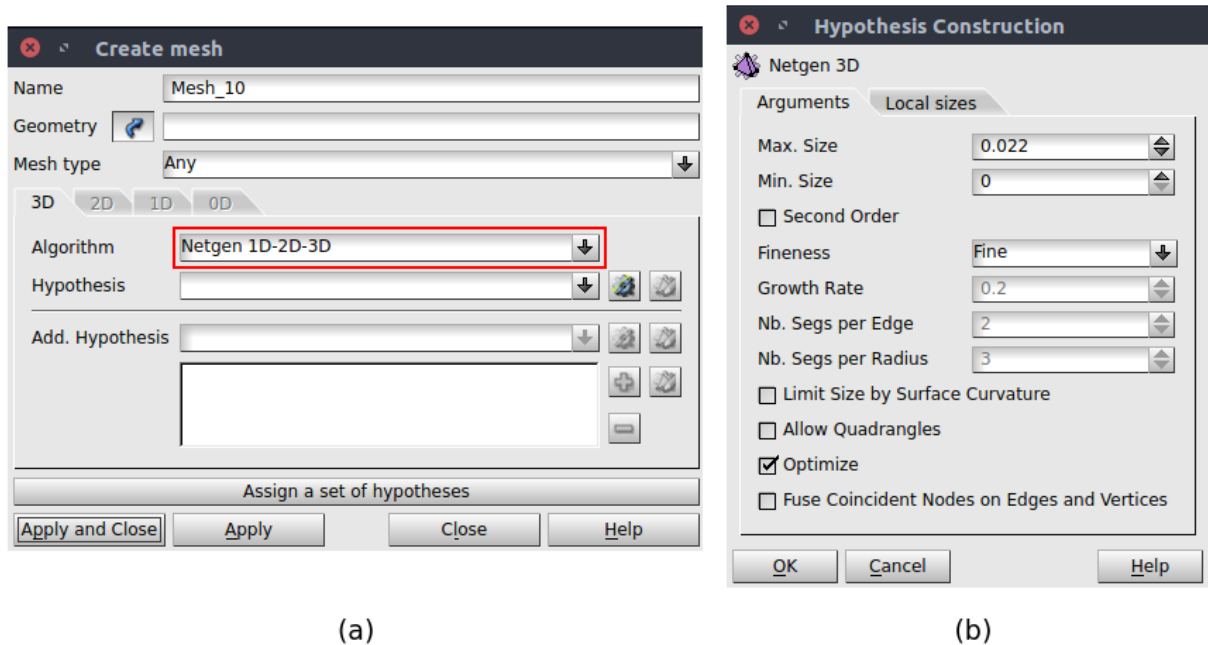 Create mesh
Name Mesh_10
Geometry
Mesh type Any
3D 2D 1D 0D
Algorithm Netgen 1D-2D-3D
Hypothesis
Add. Hypothesis
Assign a set of hypotheses
Apply and Close Apply Close Help
(a)
Hypothesis Construction
Netgen 3D
Arguments Local sizes
Max. Size 0.022
Min. Size 0
Second Order
Fineness Fine
Growth Rate 0.2
Nb. Segs per Edge 2
Nb. Segs per Radius 3
Limit Size by Surface Curvature
Allow Quadrangles
Optimize
Fuse Coincident Nodes on Edges and Vertices
OK Cancel Help
(b)